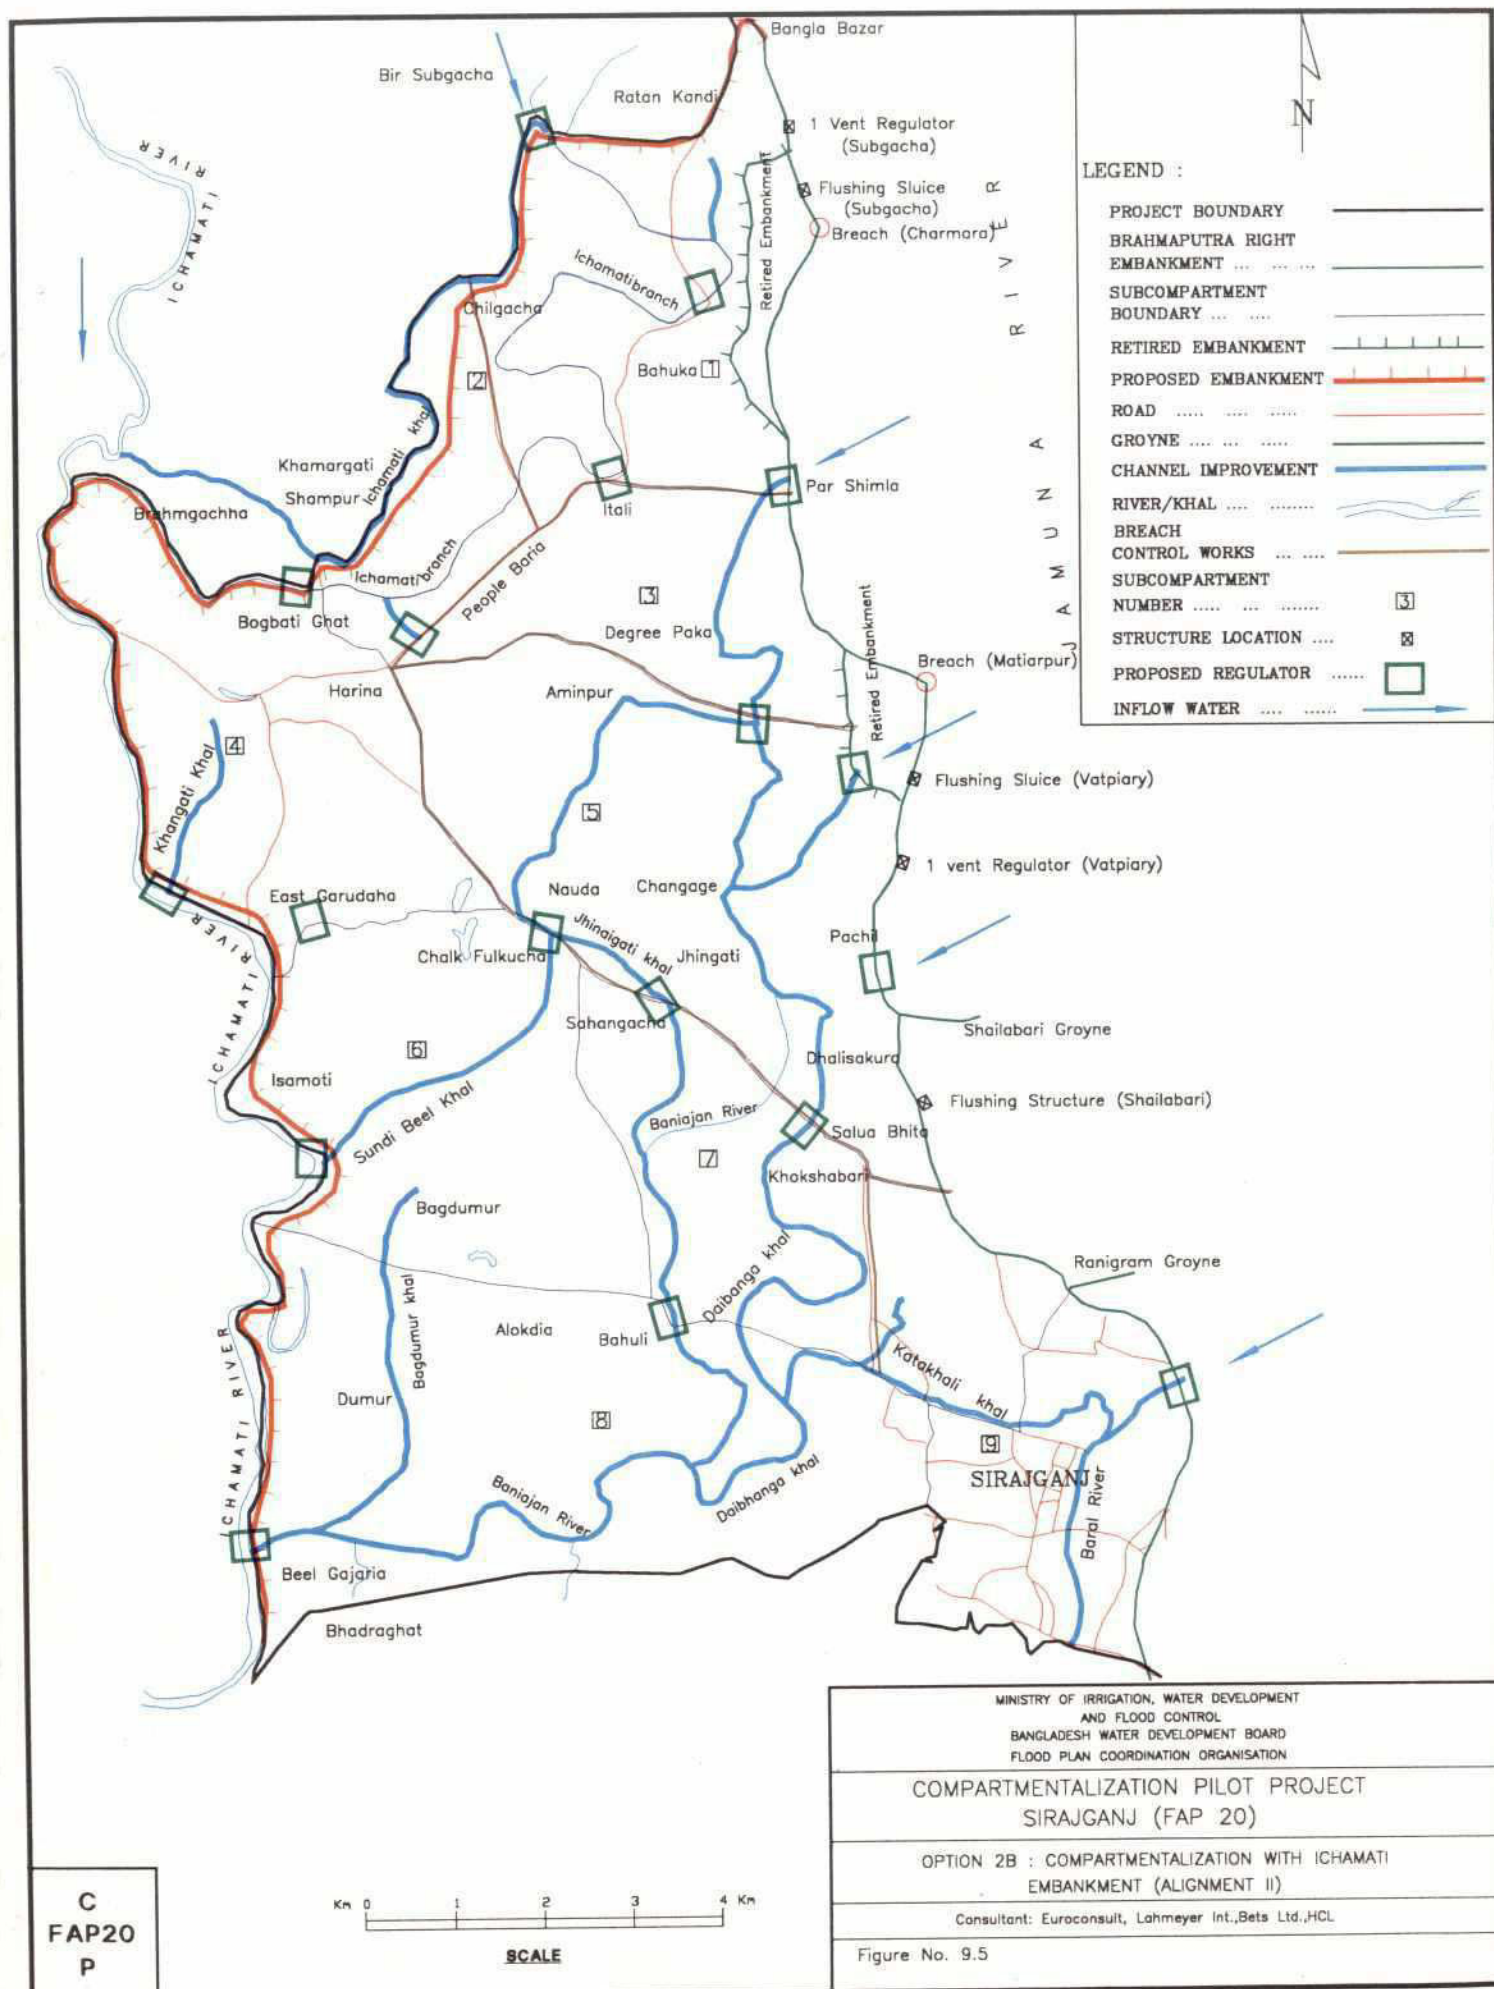 Bangla Bazar
Bir Subgacha
Ratan Kandi
1 Vent Regulator
(Subgacha)
Flushing Sluice
(Subgacha)
Breach (Charmara)
Retired Embankment
ICHAMATI RIVER
JAMUNA RIVER
Ichamatibranch
Chilgacha
Bahuka 1
2
Ichamati khal
Khamargati
Shampur
Brahmgachha
Itali
Par Shimla
Ichamati branch
People Baria
3
Bogbati Ghat
Degree Paka
Retired Embankment
Breach (Matiarpur)
Harina
Aminpur
4
Khangati Khal
Flushing Sluice (Vatpiary)
5
1 vent Regulator (Vatpiary)
Nauda
Changage
East Garudaha
Jhinaigati khal
Pachil
Chalk Fulkucha
Jhingati
ICHAMATI RIVER
Sahangacha
Shailabari Groyne
6
Dhalisakura
Isamoti
Sundi Beel Khal
Baniajan River
Flushing Structure (Shailabari)
Salua Bhita
7
Khokshabari
Bagdumur
Daibanga khal
Ranigram Groyne
Bagdumur khal
Alokdia
Bahuli
Katakhali khal
Dumur
ICHAMATI RIVER
8
9
SIRAJGANJ
Baniajan River
Daibhanga khal
Baral River
Beel Gajaria
Bhadraghat
N
LEGEND :
PROJECT BOUNDARY
BRAHMAPUTRA RIGHT
EMBANKMENT ... ... ...
SUBCOMPARTMENT
BOUNDARY ... ....
RETIRED EMBANKMENT
PROPOSED EMBANKMENT
ROAD ..... .... .....
GROYNE .... ... .....
CHANNEL IMPROVEMENT
RIVER/KHAL .... ........
BREACH
CONTROL WORKS ... ....
SUBCOMPARTMENT
NUMBER ..... ... ....... 3
STRUCTURE LOCATION ....
PROPOSED REGULATOR ......
INFLOW WATER .... ......
MINISTRY OF IRRIGATION, WATER DEVELOPMENT
AND FLOOD CONTROL
BANGLADESH WATER DEVELOPMENT BOARD
FLOOD PLAN COORDINATION ORGANISATION
COMPARTMENTALIZATION PILOT PROJECT
SIRAJGANJ (FAP 20)
OPTION 2B : COMPARTMENTALIZATION WITH ICHAMATI
EMBANKMENT (ALIGNMENT II)
Consultant: Euroconsult, Lahmeyer Int.,Bets Ltd.,HCL
Figure No. 9.5
C
FAP20
P
Km 0 1 2 3 4 Km
SCALE